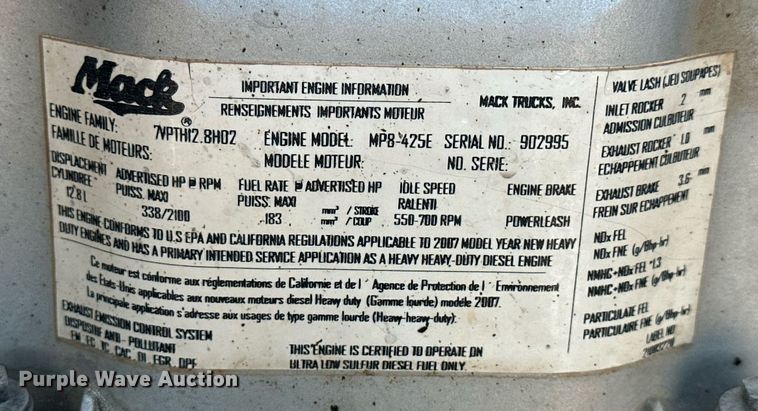 Mack
IMPORTANT ENGINE INFORMATION
MACK TRUCKS, INC.
RENSEIGNEMENTS IMPORTANTS MOTEUR
ENGINE FAMILY: 7VPTH12.8H02 ENGINE MODEL: MP8-425E SERIAL NO.: 902995
FAMILLE DE MOTEURS: MODELE MOTEUR: NO. SERIE:
DISPLACEMENT ADVERTISED HP @ RPM FUEL RATE @ ADVERTISED HP IDLE SPEED ENGINE BRAKE
CYLINDREE PUISS. MAXI PUISS. MAXI RALENTI
12.8 L 338/2100 183 mm³ / STROKE mm³ / COUP 550-700 RPM POWERLEASH
THIS ENGINE CONFORMS TO U.S EPA AND CALIFORNIA REGULATIONS APPLICABLE TO 2007 MODEL YEAR NEW HEAVY
DUTY ENGINES AND HAS A PRIMARY INTENDED SERVICE APPLICATION AS A HEAVY HEAVY-DUTY DIESEL ENGINE
Ce moteur est conforme aux réglementations de Californie et de l' Agence de Protection de l' Environnement
des Etats-Unis applicables aux nouveaux moteurs diesel Heavy duty (Gamme lourde) modéle 2007.
La principale application s'adresse aux usages de type gamme lourde (Heavy-heavy-duty).
EXHAUST EMISSION CONTROL SYSTEM
DISPOSITIF ANTI - POLLUTANT
EM, EC, TC, CAC, DI, EGR, DPF
THIS ENGINE IS CERTIFIED TO OPERATE ON
ULTRA LOW SULFUR DIESEL FUEL ONLY.
VALVE LASH (JEU SOUPAPES)
INLET ROCKER 2 mm
ADMISSION CULBUTEUR
EXHAUST ROCKER 1.0 mm
ECHAPPEMENT CULBUTEUR
EXHAUST BRAKE 3.6 mm
FREIN SUR ECHAPPEMENT
NOx FEL
NOx FNE (g/Bhp-hr)
NMHC+NOx FEL *1.3
NMHC+NOx FNE (g/Bhp-hr)
PARTICULATE FEL
PARTICULAIRE FNE (g/Bhp-hr)
LABEL NO
Purple Wave Auction